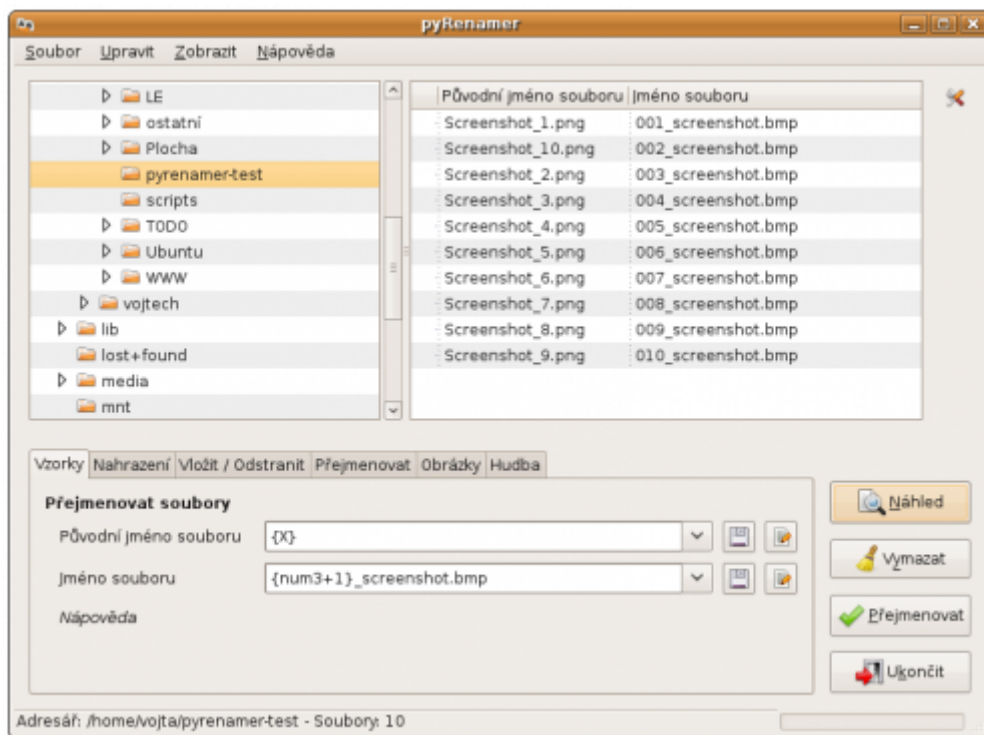 pyRenamer
Soubor Upravit Zobrazit Nápověda
LE
ostatní
Plocha
pyrenamer-test
scripts
TODO
Ubuntu
WWW
vojtech
lib
lost+found
media
mnt
Původní jméno souboru Jméno souboru
Screenshot_1.png 001_screenshot.bmp
Screenshot_10.png 002_screenshot.bmp
Screenshot_2.png 003_screenshot.bmp
Screenshot_3.png 004_screenshot.bmp
Screenshot_4.png 005_screenshot.bmp
Screenshot_5.png 006_screenshot.bmp
Screenshot_6.png 007_screenshot.bmp
Screenshot_7.png 008_screenshot.bmp
Screenshot_8.png 009_screenshot.bmp
Screenshot_9.png 010_screenshot.bmp
Vzorky Nahrazení Vložit / Odstranit Přejmenovat Obrázky Hudba
Přejmenovat soubory
Původní jméno souboru {X}
Jméno souboru {num3+1}_screenshot.bmp
Nápověda
Náhled
Vymazat
Přejmenovat
Ukončit
Adresář: /home/vojta/pyrenamer-test - Soubory: 10